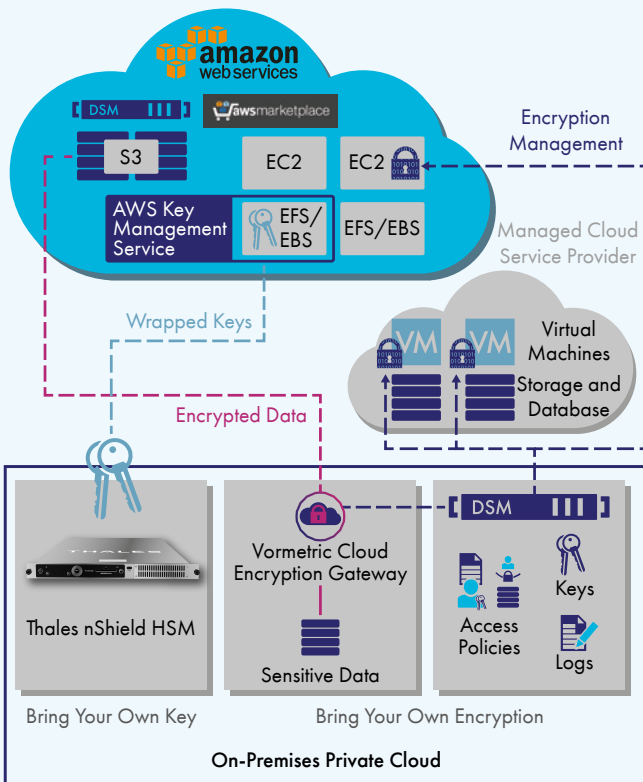 amazon
web services
DSM
awsmarketplace
S3
EC2
EC2
Encryption
Management
AWS Key
Management
Service
EFS/
EBS
EFS/EBS
Managed Cloud
Service Provider
Wrapped Keys
VM
VM
Virtual
Machines
Storage and
Database
Encrypted Data
DSM
THALES
Vormetric Cloud
Encryption Gateway
Keys
Thales nShield HSM
Access
Policies
Sensitive Data
Logs
Bring Your Own Key
Bring Your Own Encryption
On-Premises Private Cloud